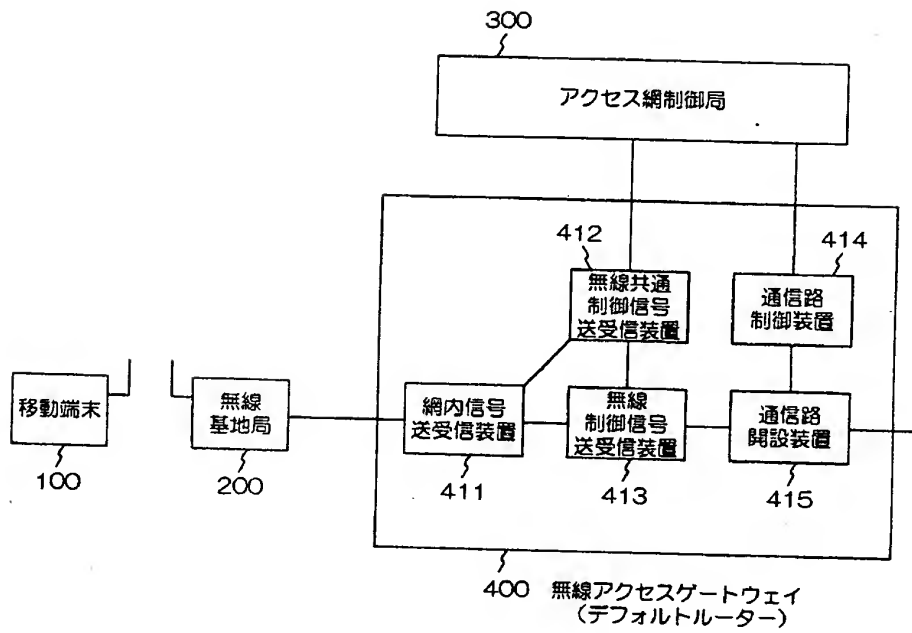 300
アクセス網制御局
412
無線共通
制御信号
送受信装置
414
通信路
制御装置
移動端末
100
無線
基地局
200
網内信号
送受信装置
411
無線
制御信号
送受信装置
413
通信路
開設装置
415
400 無線アクセスゲートウェイ
(デフォルトルーター)